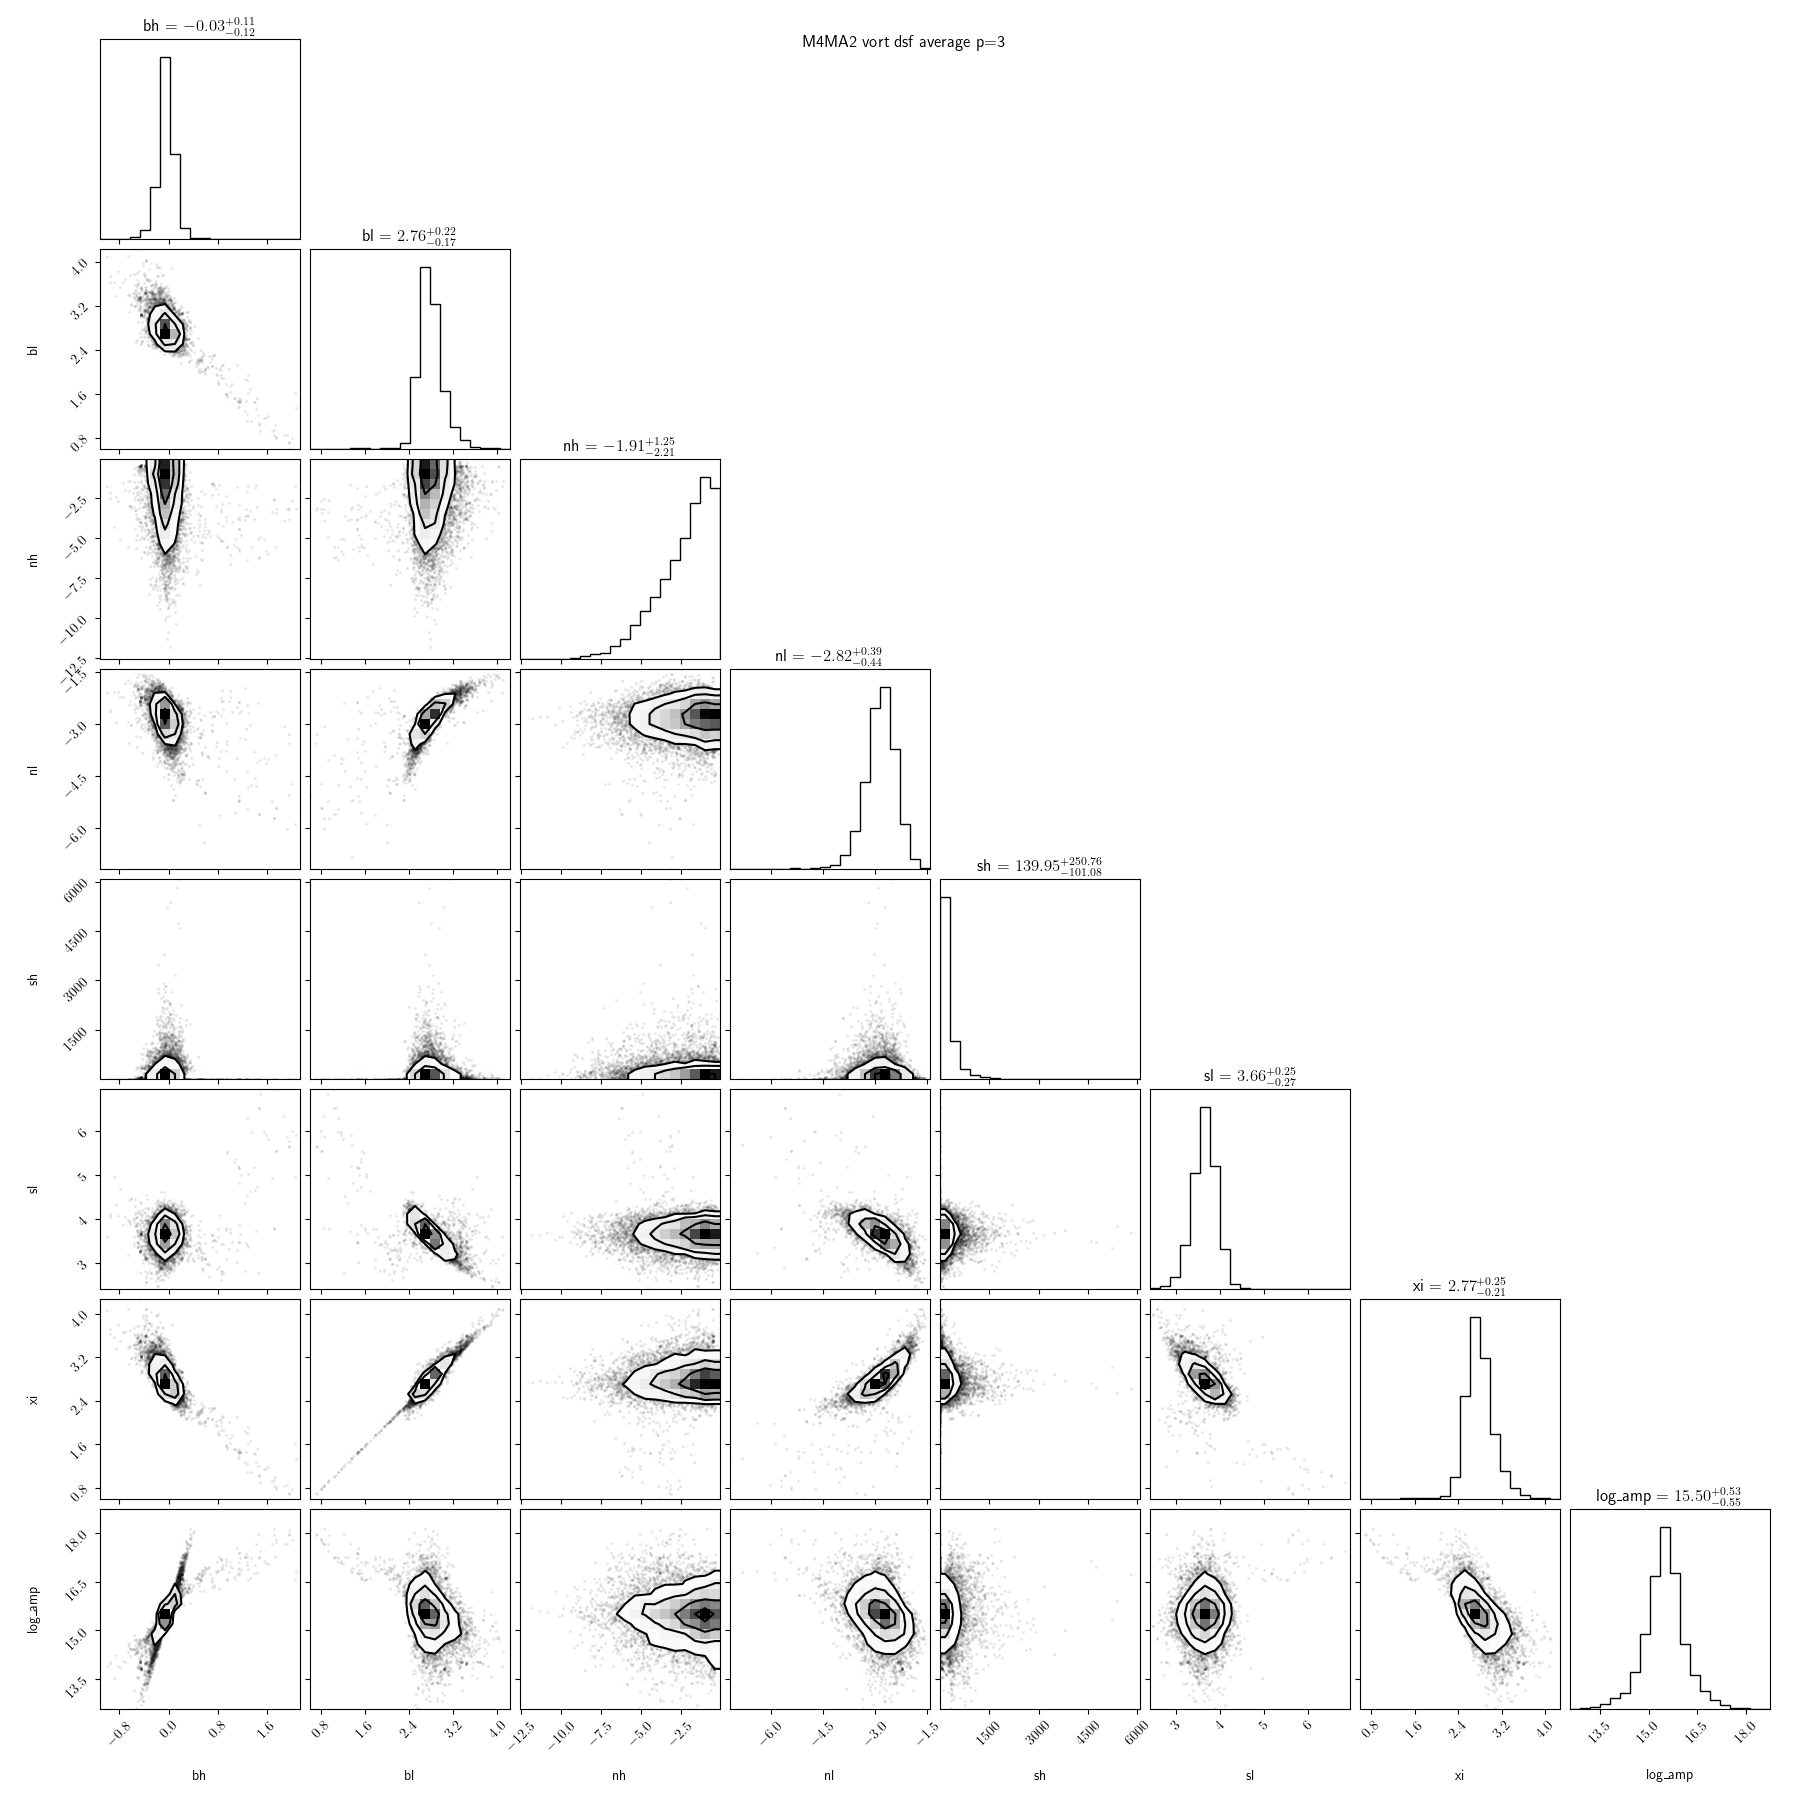 M4MA2 vort dsf average p=3
bh = −0.03 +0.11 −0.12
bl = 2.76 +0.22 −0.17
bl
4.0
3.2
2.4
1.6
0.8
nh = −1.91 +1.25 −2.21
nh
−2.5
−5.0
−7.5
−10.0
−12.5
nl = −2.82 +0.39 −0.44
nl
−1.5
−3.0
−4.5
−6.0
sh = 139.95 +250.76 −101.08
sh
6000
4500
3000
1500
sl = 3.66 +0.25 −0.27
sl
6
5
4
3
xi = 2.77 +0.25 −0.21
xi
4.0
3.2
2.4
1.6
0.8
log_amp = 15.50 +0.53 −0.55
log_amp
18.0
16.5
15.0
13.5
−0.8 0.0 0.8 1.6
0.8 1.6 2.4 3.2 4.0
−12.5 −10.0 −7.5 −5.0 −2.5
−6.0 −4.5 −3.0 −1.5
1500 3000 4500 6000
3 4 5 6
0.8 1.6 2.4 3.2 4.0
13.5 15.0 16.5 18.0
bh bl nh nl sh sl xi log_amp